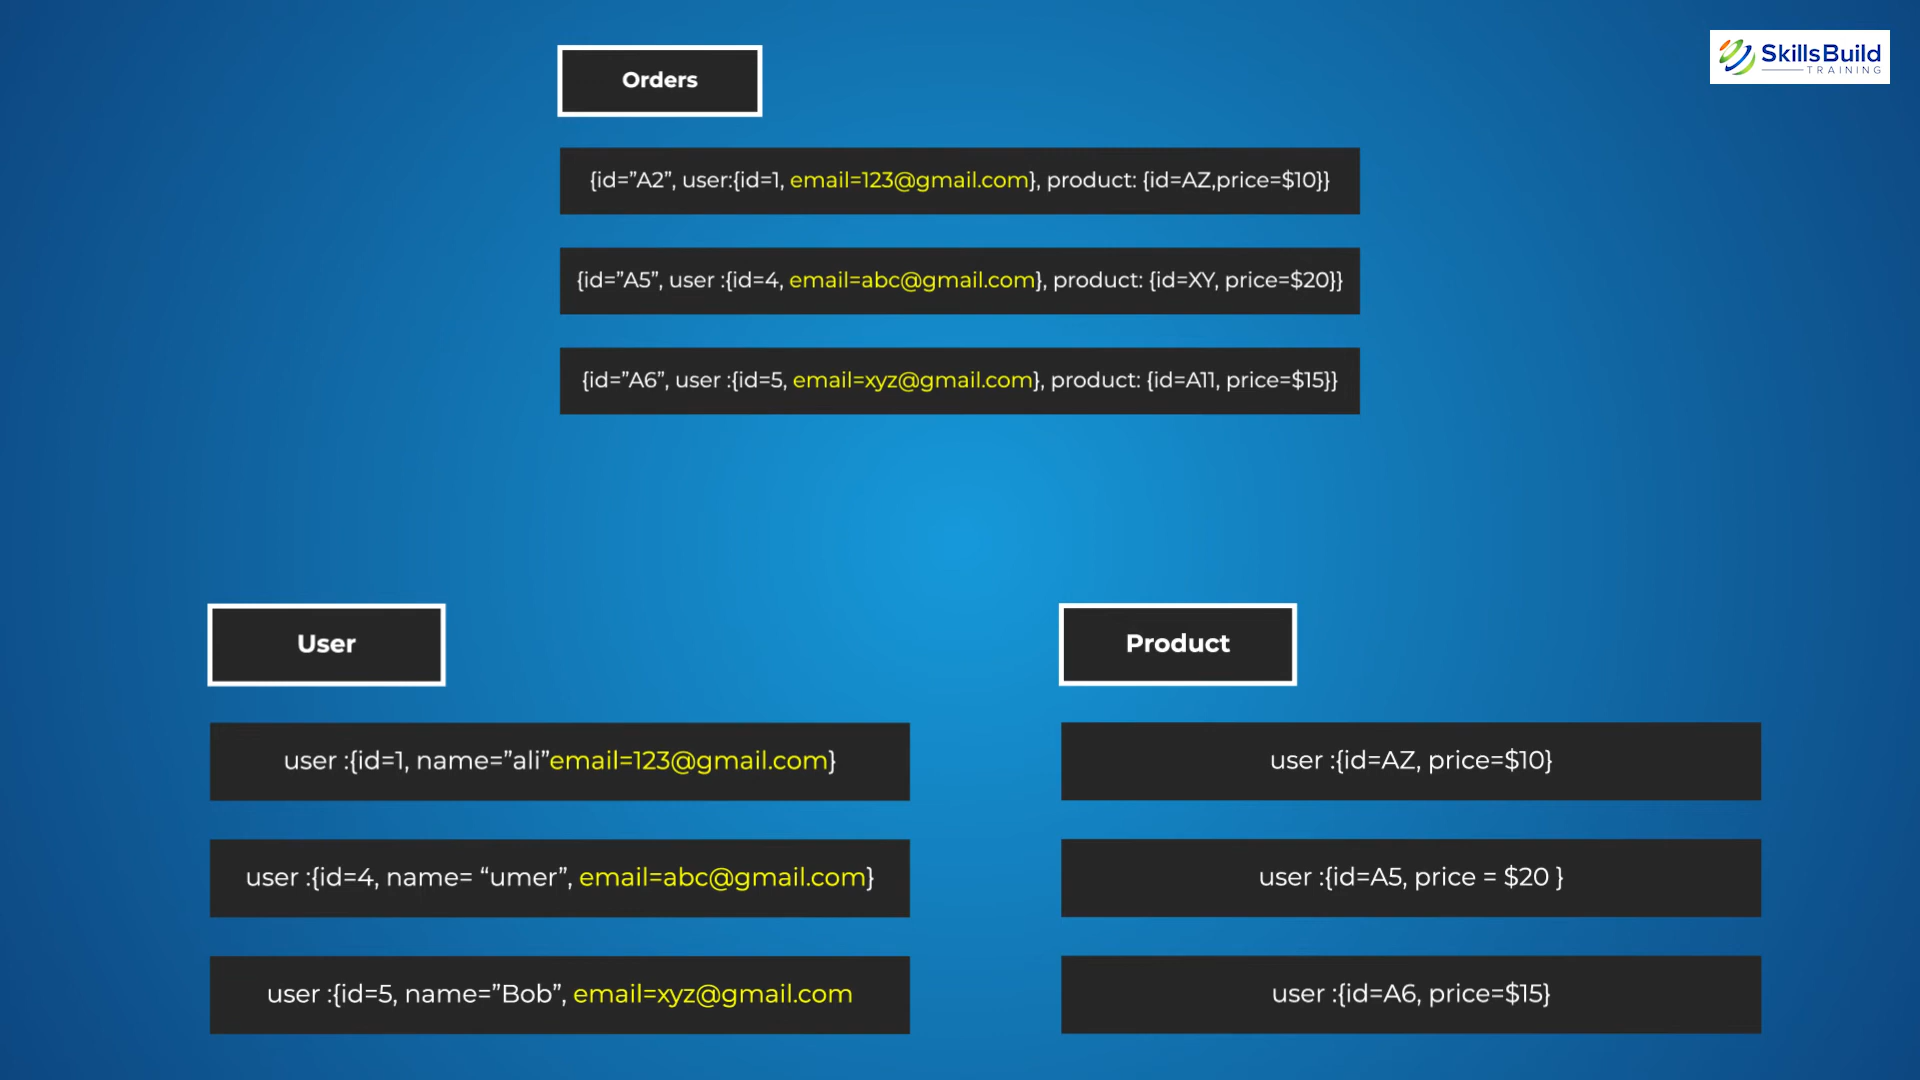 Orders
SkillsBuild
TRAINING
{id=”A2”, user:{id=1, email=123@gmail.com}, product: {id=AZ,price=$10}}
{id=”A5”, user :{id=4, email=abc@gmail.com}, product: {id=XY, price=$20}}
{id=”A6”, user :{id=5, email=xyz@gmail.com}, product: {id=A11, price=$15}}
User
user :{id=1, name=”ali”email=123@gmail.com}
user :{id=4, name= “umer”, email=abc@gmail.com}
user :{id=5, name=”Bob”, email=xyz@gmail.com
Product
user :{id=AZ, price=$10}
user :{id=A5, price = $20 }
user :{id=A6, price=$15}